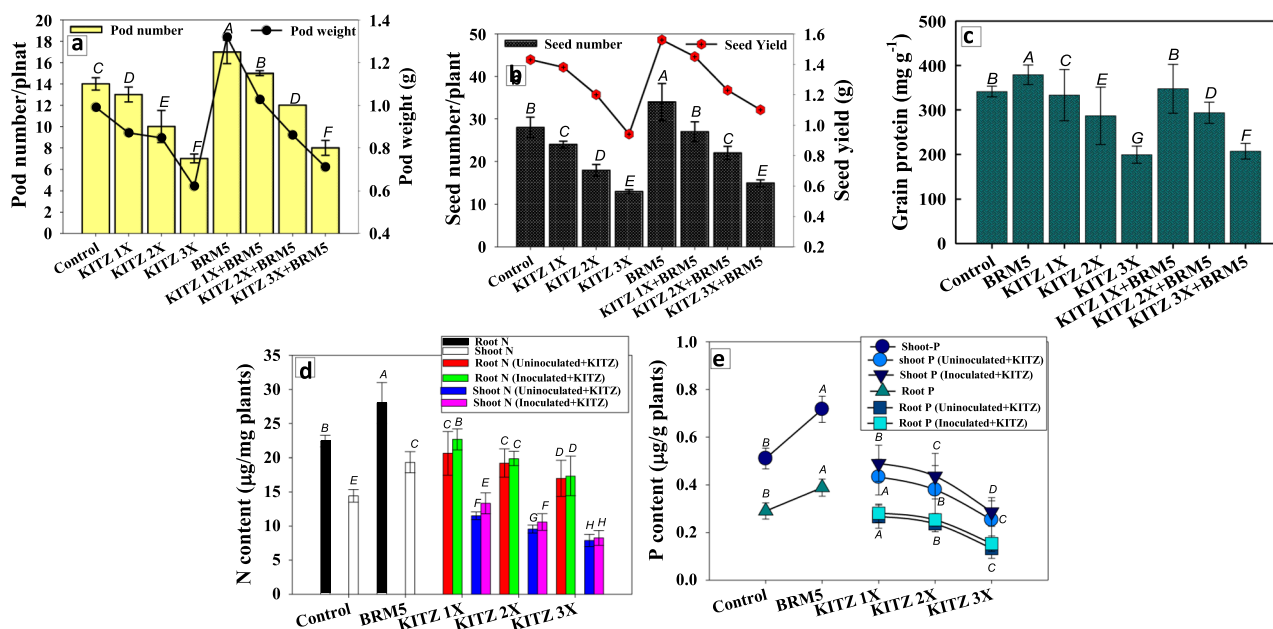 a
Pod number
Pod weight
Pod number/plnat
20
18
16
14
12
10
8
6
4
2
0
C
D
E
F
A
B
D
F
1.4
1.2
1.0
0.8
0.6
0.4
Pod weight (g)
Control
KITZ 1X
KITZ 2X
KITZ 3X
BRM5
KITZ 1X+BRM5
KITZ 2X+BRM5
KITZ 3X+BRM5
b
Seed number
Seed Yield
Seed number/plant
50
40
30
20
10
0
B
C
D
E
A
B
C
E
1.6
1.4
1.2
1.0
0.8
0.6
0.4
0.2
Seed yield (g)
Control
KITZ 1X
KITZ 2X
KITZ 3X
BRM5
KITZ 1X+BRM5
KITZ 2X+BRM5
KITZ 3X+BRM5
c
Grain protein (mg g-1)
500
400
300
200
100
0
B
A
C
E
G
B
D
F
Control
BRM5
KITZ 1X
KITZ 2X
KITZ 3X
KITZ 1X+BRM5
KITZ 2X+BRM5
KITZ 3X+BRM5
d
Root N
Shoot N
Root N (Uninoculated+KITZ)
Root N (Inoculated+KITZ)
Shoot N (Uninoculated+KITZ)
Shoot N (Inoculated+KITZ)
N content (µg/mg plants)
35
30
25
20
15
10
5
0
B
E
A
C
C
B
F
E
C
C
G
F
D
D
H
H
Control
BRM5
KITZ 1X
KITZ 2X
KITZ 3X
e
Shoot-P
shoot P (Uninoculated+KITZ)
Shoot P (Inoculated+KITZ)
Root P
Root P (Uninoculated+KITZ)
Root P (Inoculated+KITZ)
P content (µg/g plants)
1.0
0.8
0.6
0.4
0.2
0.0
B
A
B
A
B
A
A
C
B
B
D
C
C
Control
BRM5
KITZ 1X
KITZ 2X
KITZ 3X